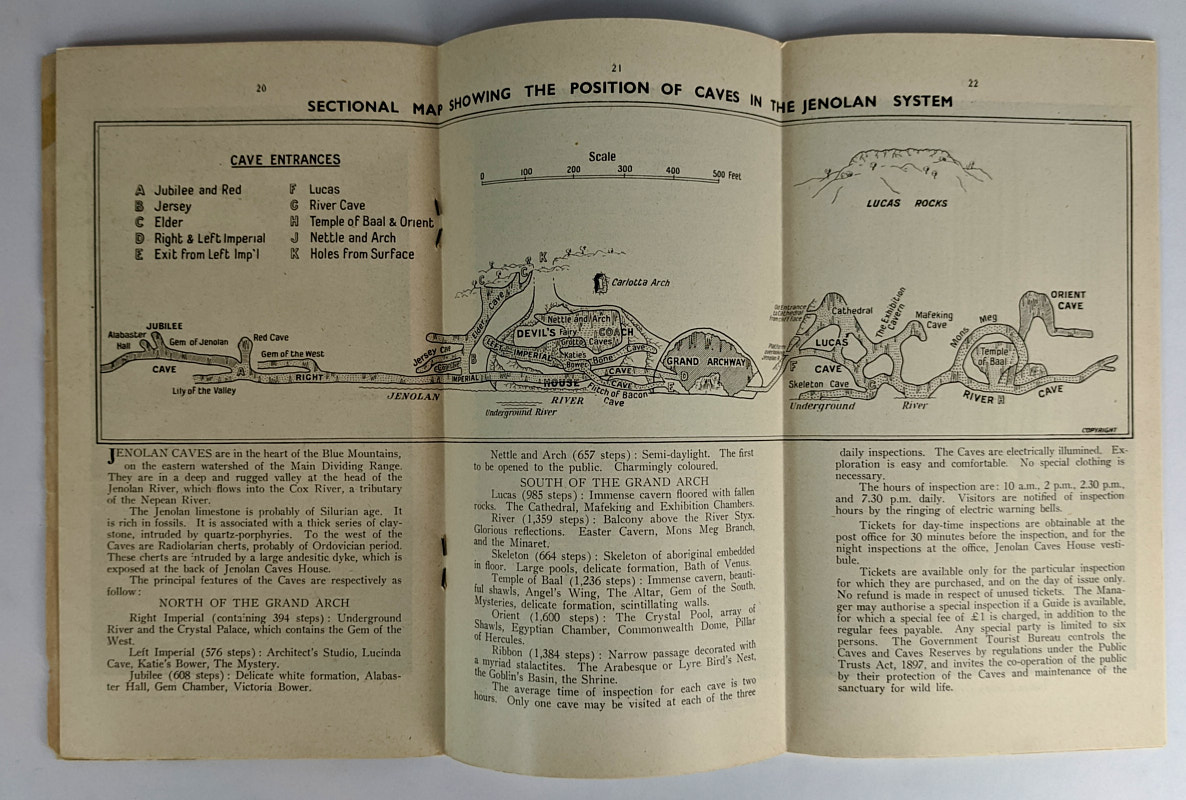 20
21
22
SECTIONAL MAP SHOWING THE POSITION OF CAVES IN THE JENOLAN SYSTEM
CAVE ENTRANCES
A Jubilee and Red
B Jersey
C Elder
D Right & Left Imperial
E Exit from Left Imp'l
F Lucas
G River Cave
H Temple of Baal & Orient
J Nettle and Arch
K Holes from Surface
Scale
0 100 200 300 400 500 Feet
LUCAS ROCKS
C
C
K
Carlotta Arch
Elder Cave
Nettle and Arch
DEVIL'S Fairy COACH
Grotto Caves
LEFT IMPERIAL
Katies
Bower
Bone Cave
Jersey Cave
B
IMPERIAL
CAVE
CAVE
HOUSE
Flitch of Bacon
Cave
RIVER
Underground River
GRAND ARCHWAY
D
E
JUBILEE
Alabaster
Hall
Gem of Jenolan
Red Cave
CAVE
A
Gem of the West
RIGHT
Lily of the Valley
JENOLAN
Cathedral
The Exhibition
Cavern
Mafeking
Cave
LUCAS
F CAVE
Skeleton Cave
G
Underground River
Mons Meg
Temple
of Baal
RIVER H CAVE
ORIENT
CAVE
COPYRIGHT
JENOLAN CAVES are in the heart of the Blue Mountains,
on the eastern watershed of the Main Dividing Range.
They are in a deep and rugged valley at the head of the
Jenolan River, which flows into the Cox River, a tributary
of the Nepean River.
The Jenolan limestone is probably of Silurian age. It
is rich in fossils. It is associated with a thick series of clay-
stone, intruded by quartz-porphyries. To the west of the
Caves are Radiolarian cherts, probably of Ordovician period.
These cherts are intruded by a large andesitic dyke, which is
exposed at the back of Jenolan Caves House.
The principal features of the Caves are respectively as
follow:
NORTH OF THE GRAND ARCH
Right Imperial (containing 394 steps) : Underground
River and the Crystal Palace, which contains the Gem of the
West.
Left Imperial (576 steps) : Architect's Studio, Lucinda
Cave, Katie's Bower, The Mystery.
Jubilee (608 steps) : Delicate white formation, Alabas-
ter Hall, Gem Chamber, Victoria Bower.
Nettle and Arch (657 steps) : Semi-daylight. The first
to be opened to the public. Charmingly coloured.
SOUTH OF THE GRAND ARCH
Lucas (985 steps) : Immense cavern floored with fallen
rocks. The Cathedral, Mafeking and Exhibition Chambers.
River (1,359 steps) : Balcony above the River Styx.
Glorious reflections. Easter Cavern, Mons Meg Branch,
and the Minaret.
Skeleton (664 steps) : Skeleton of aboriginal embedded
in floor. Large pools, delicate formation, Bath of Venus.
Temple of Baal (1,236 steps) : Immense cavern, beauti-
ful shawls, Angel's Wing, The Altar, Gem of the South,
Mysteries, delicate formation, scintillating walls.
Orient (1,600 steps) : The Crystal Pool, array of
Shawls, Egyptian Chamber, Commonwealth Dome, Pillar
of Hercules.
Ribbon (1,384 steps) : Narrow passage decorated with
a myriad stalactites. The Arabesque or Lyre Bird's Nest,
the Goblin's Basin, the Shrine.
The average time of inspection for each cave is two
hours. Only one cave may be visited at each of the three
daily inspections. The Caves are electrically illumined. Ex-
ploration is easy and comfortable. No special clothing is
necessary.
The hours of inspection are: 10 a.m., 2 p.m., 2.30 p.m.,
and 7.30 p.m. daily. Visitors are notified of inspection
hours by the ringing of electric warning bells.
Tickets for day-time inspections are obtainable at the
post office for 30 minutes before the inspection, and for the
night inspections at the office, Jenolan Caves House vesti-
bule.
Tickets are available only for the particular inspection
for which they are purchased, and on the day of issue only.
No refund is made in respect of unused tickets. The Mana-
ger may authorise a special inspection if a Guide is available,
for which a special fee of £1 is charged, in addition to the
regular fees payable. Any special party is limited to six
persons. The Government Tourist Bureau controls the
Caves and Caves Reserves by regulations under the Public
Trusts Act, 1897, and invites the co-operation of the public
by their protection of the Caves and maintenance of the
sanctuary for wild life.